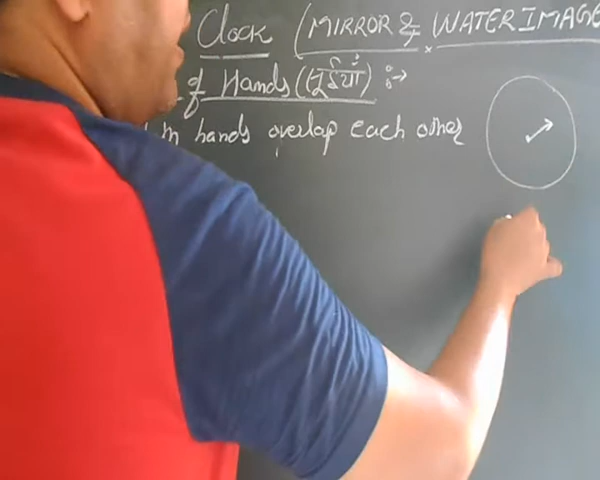 Clock (MIRROR & WATER IMAGE
of Hands (सुईयां) :→
hands overlap each other